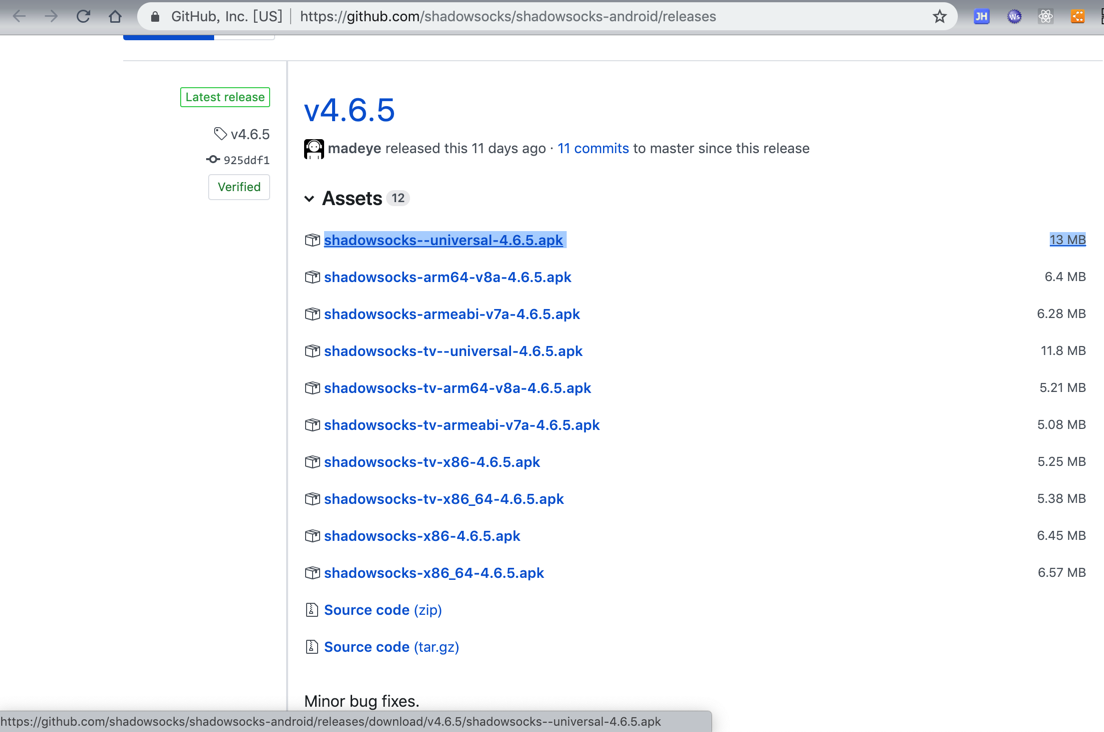 GitHub, Inc. [US] | https://github.com/shadowsocks/shadowsocks-android/releases
JH
Ws
Latest release
v4.6.5
925ddf1
Verified
v4.6.5
madeye released this 11 days ago · 11 commits to master since this release
Assets 12
shadowsocks--universal-4.6.5.apk 13 MB
shadowsocks-arm64-v8a-4.6.5.apk 6.4 MB
shadowsocks-armeabi-v7a-4.6.5.apk 6.28 MB
shadowsocks-tv--universal-4.6.5.apk 11.8 MB
shadowsocks-tv-arm64-v8a-4.6.5.apk 5.21 MB
shadowsocks-tv-armeabi-v7a-4.6.5.apk 5.08 MB
shadowsocks-tv-x86-4.6.5.apk 5.25 MB
shadowsocks-tv-x86_64-4.6.5.apk 5.38 MB
shadowsocks-x86-4.6.5.apk 6.45 MB
shadowsocks-x86_64-4.6.5.apk 6.57 MB
Source code (zip)
Source code (tar.gz)
Minor bug fixes.
https://github.com/shadowsocks/shadowsocks-android/releases/download/v4.6.5/shadowsocks--universal-4.6.5.apk